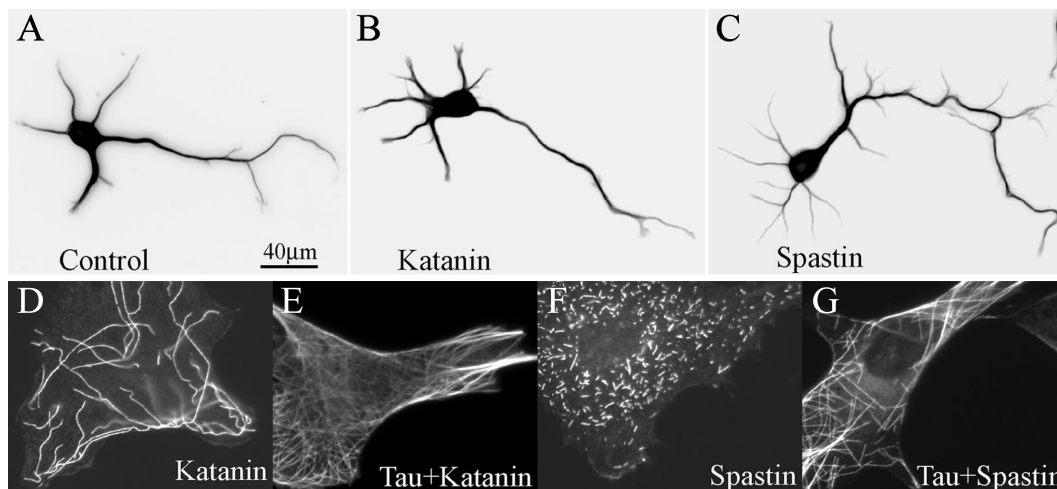 A
B
C
Control
40μm
Katanin
Spastin
D
E
F
G
Katanin
Tau+Katanin
Spastin
Tau+Spastin